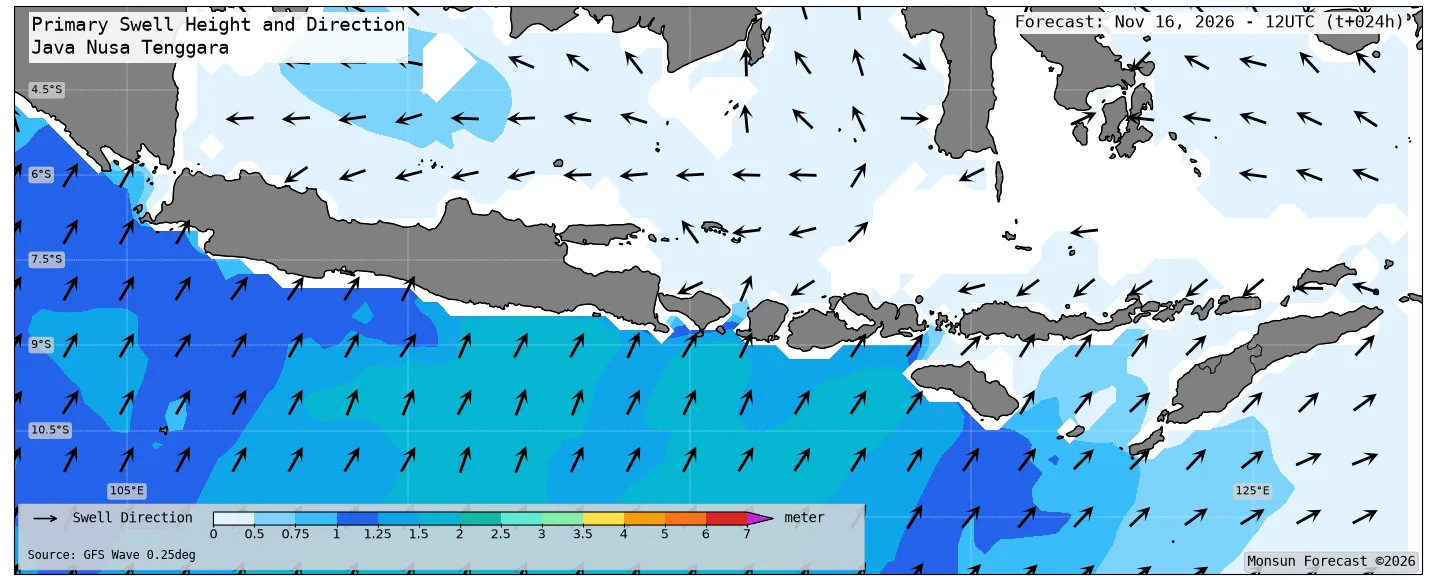 Primary Swell Height and Direction
Java Nusa Tenggara
Forecast: Nov 16, 2026 - 12UTC (t+024h)
4.5°S
6°S
7.5°S
9°S
10.5°S
105°E
125°E
Swell Direction
0 0.5 0.75 1 1.25 1.5 2 2.5 3 3.5 4 5 6 7
meter
Source: GFS Wave 0.25deg
Monsun Forecast ©2026